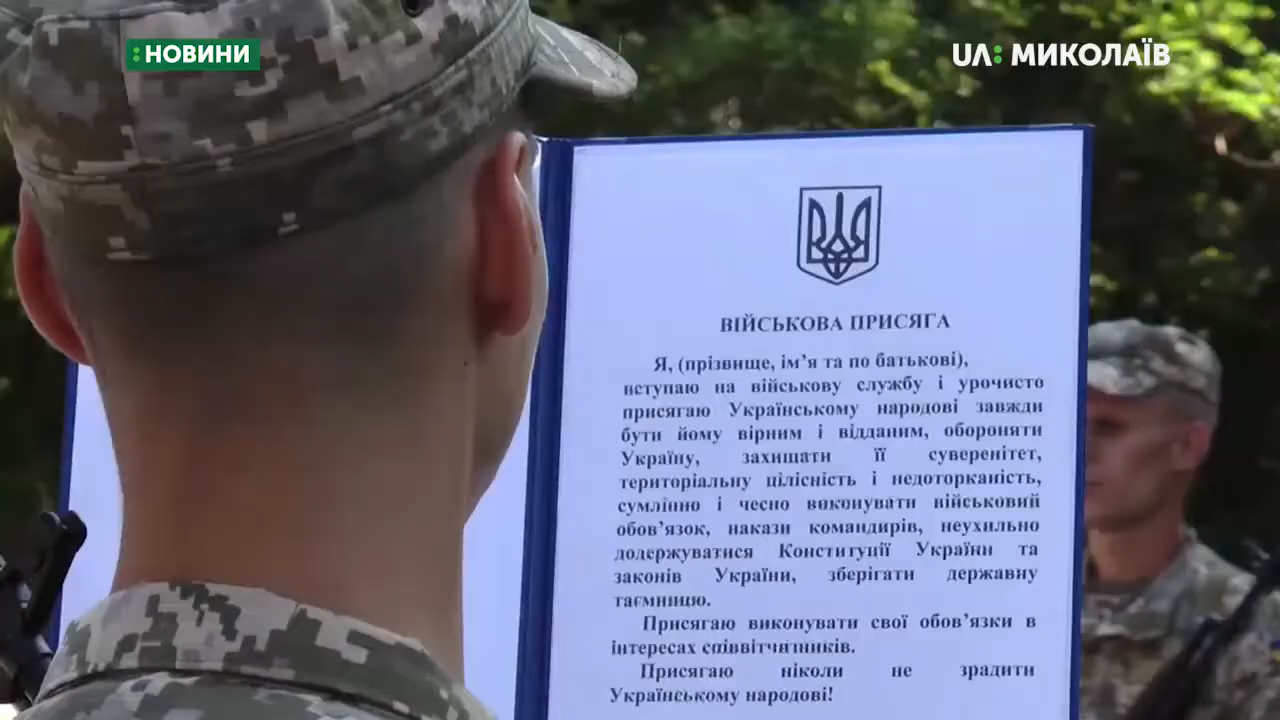 :НОВИНИ
UA: МИКОЛАЇВ
ВІЙСЬКОВА ПРИСЯГА
Я, (прізвище, ім’я та по батькові),
вступаю на військову службу і урочисто
присягаю Українському народові завжди
бути йому вірним і відданим, обороняти
Україну, захищати її суверенітет,
територіальну цілісність і недоторканість,
сумлінно і чесно виконувати військовий
обов’язок, накази командирів, неухильно
додержуватися Конституції України та
законів України, зберігати державну
таємницю.
Присягаю виконувати свої обов’язки в
інтересах співвітчизників.
Присягаю ніколи не зрадити
Українському народові!